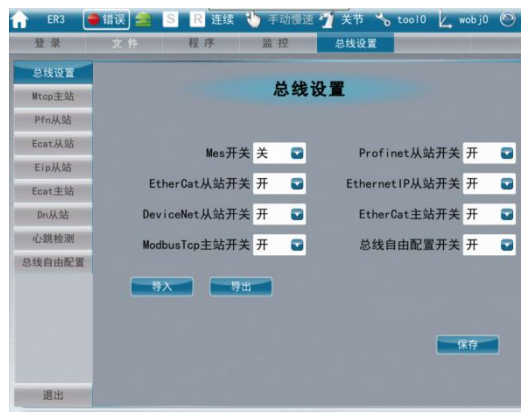 ER3 错误 S R 连续 手动慢速 关节 tool0 wobj0
登录 文件 程序 监控 总线设置
总线设置
Mtcp主站
Pfn从站
Ecat从站
Eip从站
Ecat主站
Dn从站
心跳检测
总线自由配置
退出
总线设置
Mes开关 关 Profinet从站开关 开
EtherCat从站开关 开 EthernetIP从站开关 开
DeviceNet从站开关 开 EtherCat主站开关 开
ModbusTcp主站开关 开 总线自由配置开关 开
导入 导出
保存